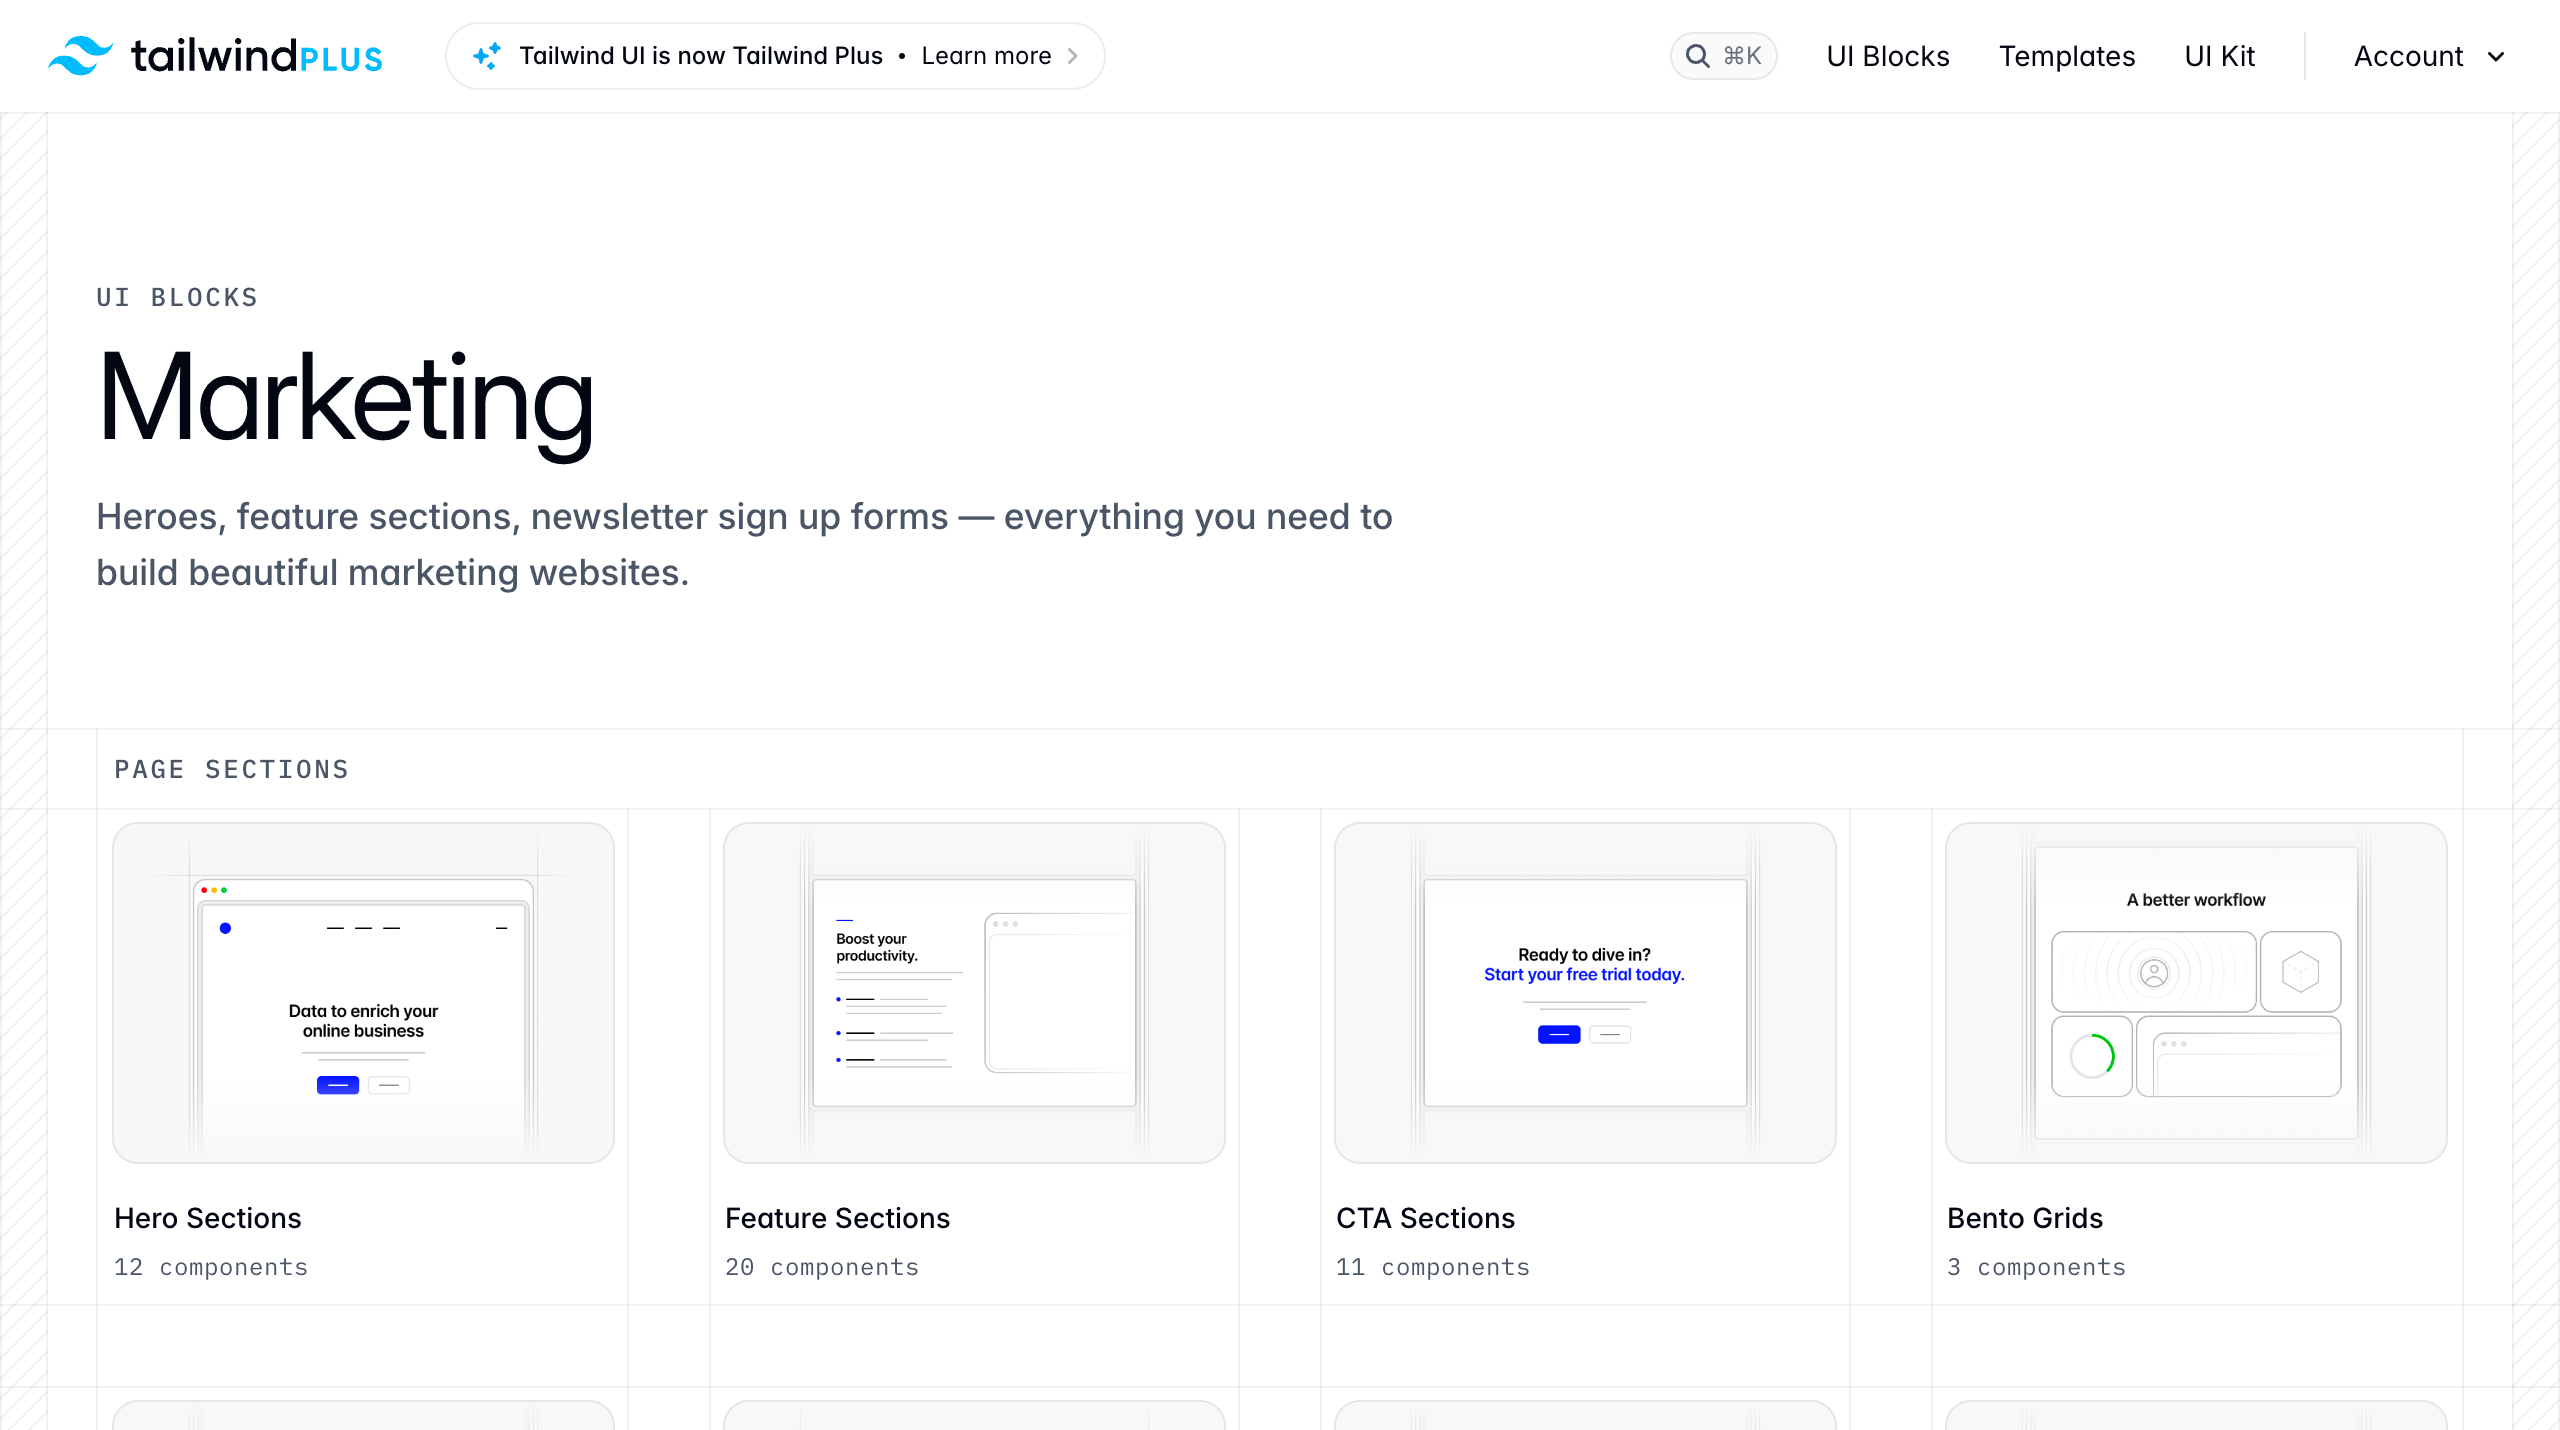 tailwindPLUS
Tailwind UI is now Tailwind Plus • Learn more
⌘K
UI Blocks
Templates
UI Kit
Account
UI BLOCKS
Marketing
Heroes, feature sections, newsletter sign up forms — everything you need to
build beautiful marketing websites.
PAGE SECTIONS
Data to enrich your
online business
Hero Sections
12 components
Boost your
productivity.
Feature Sections
20 components
Ready to dive in?
Start your free trial today.
CTA Sections
11 components
A better workflow
Bento Grids
3 components